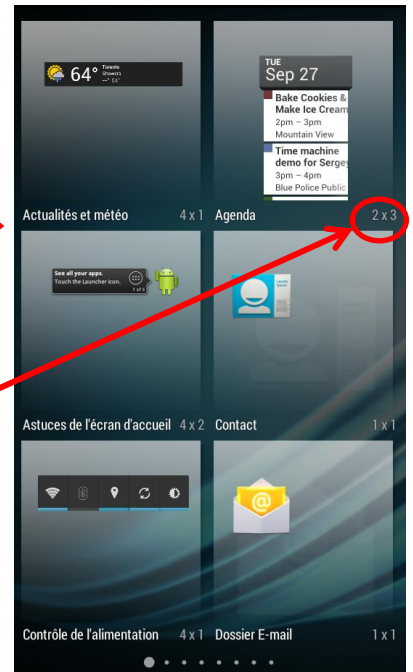 64°
Toronto
Showers
TUE
Sep 27
Bake Cookies &
Make Ice Cream
2pm – 3pm
Mountain View
Time machine
demo for Sergey
3pm – 4pm
Blue Police Public
Actualités et météo 4 x 1
Agenda 2 x 3
See all your apps.
Touch the Launcher icon.
1 of 6
Astuces de l'écran d'accueil 4 x 2
Contact 1 x 1
@
Contrôle de l'alimentation 4 x 1
Dossier E-mail 1 x 1